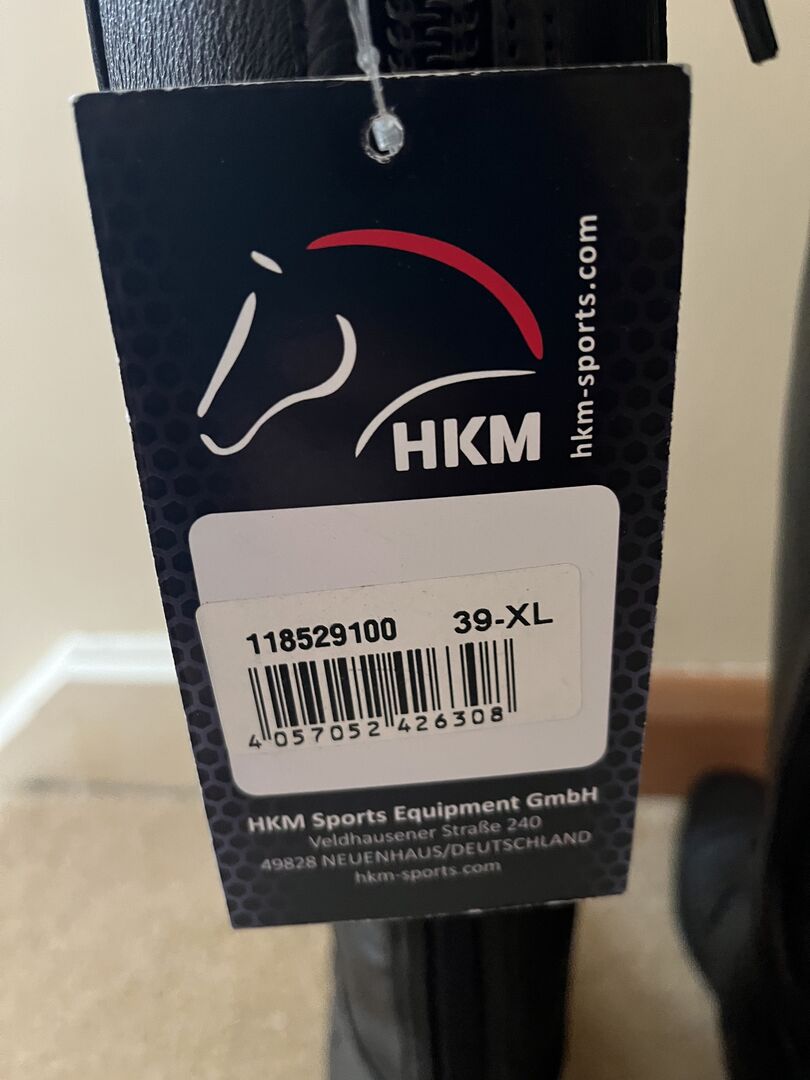 hkm-sports.com
HKM
118529100 39-XL
4 057052 426308
HKM Sports Equipment GmbH
Veldhausener Straße 240
49828 NEUENHAUS/DEUTSCHLAND
hkm-sports.com